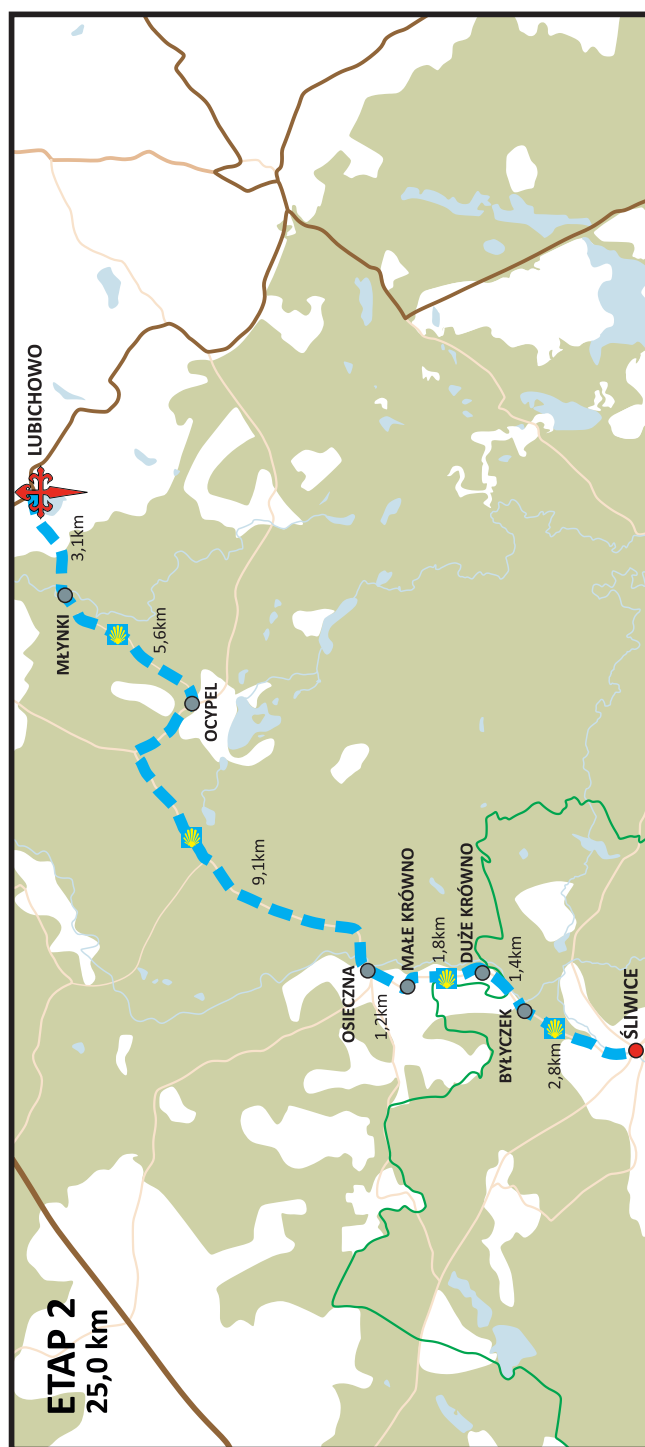 ETAP 2
25,0 km
LUBICHOWO
3,1km
MŁYNKI
5,6km
OCYPEL
9,1km
OSIECZNA
1,2km
MAŁE KRÓWNO
1,8km
DUŻE KRÓWNO
1,4km
BYŁYCZEK
2,8km
ŚLIWICE